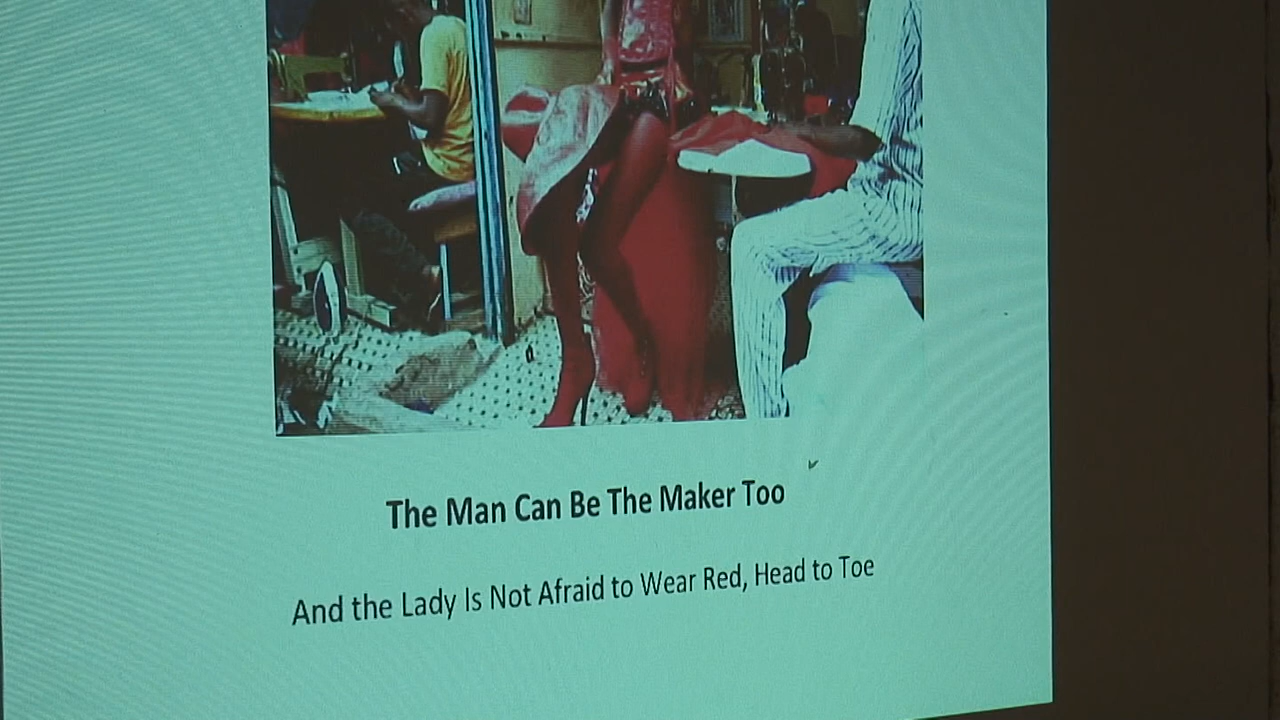 The Man Can Be The Maker Too
And the Lady Is Not Afraid to Wear Red, Head to Toe